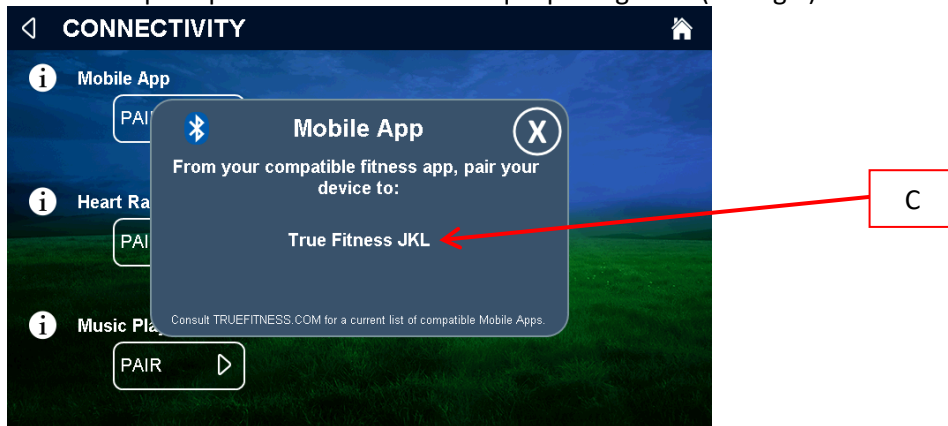 CONNECTIVITY
i Mobile App
PAI
Mobile App X
From your compatible fitness app, pair your
device to:
i Heart Ra
PAI
True Fitness JKL
C
i Music Pla
Consult TRUEFITNESS.COM for a current list of compatible Mobile Apps.
PAIR